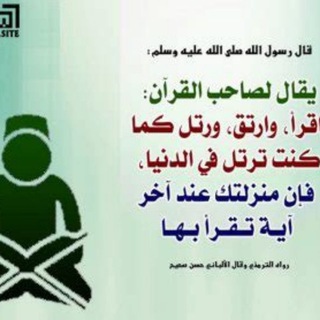 SITE
قال رسول الله صلى الله عليه وسلم :
يقال لصاحب القرآن:
اقرأ، وارتق، ورتل كما
كنت ترتل في الدنيا،
فإن منزلتك عند آخر
آية تقرأ بها
رواه الترمذي وقال الألباني حسن صحيح